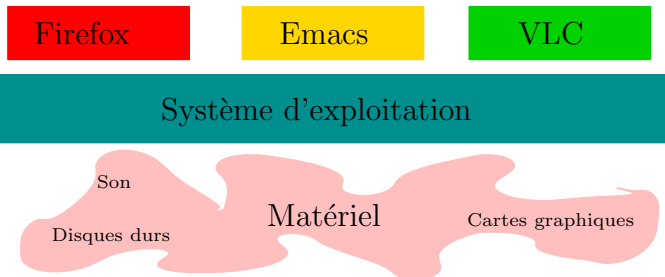 Firefox Emacs VLC
Système d'exploitation
Son
Matériel
Cartes graphiques
Disques durs